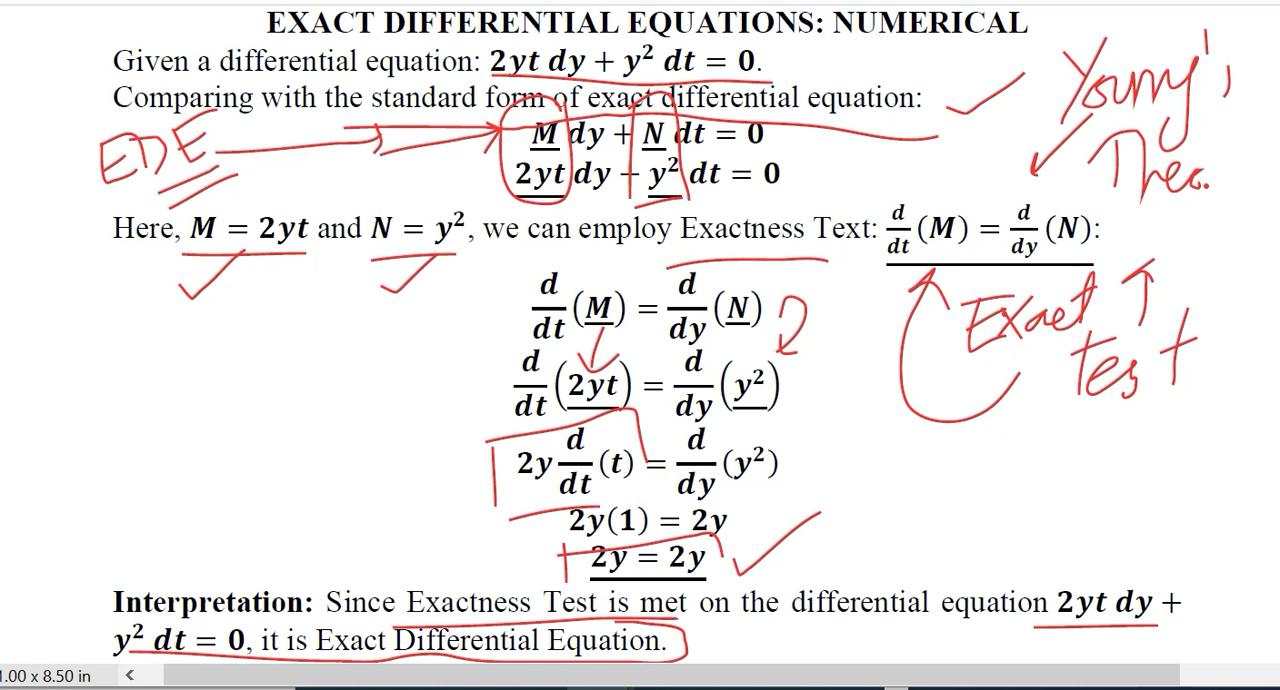 EXACT DIFFERENTIAL EQUATIONS: NUMERICAL
Given a differential equation: 2yt dy + y² dt = 0.
Comparing with the standard form of exact differential equation:
M dy + N dt = 0
2yt dy + y² dt = 0
EDE
Young's
Theo.
Here, M = 2yt and N = y², we can employ Exactness Text: d/dt (M) = d/dy (N):
d/dt (M) = d/dy (N)
Exact
test
d/dt (2yt) = d/dy (y²)
2y d/dt (t) = d/dy (y²)
2y(1) = 2y
2y = 2y
Interpretation: Since Exactness Test is met on the differential equation 2yt dy +
y² dt = 0, it is Exact Differential Equation.
1.00 x 8.50 in